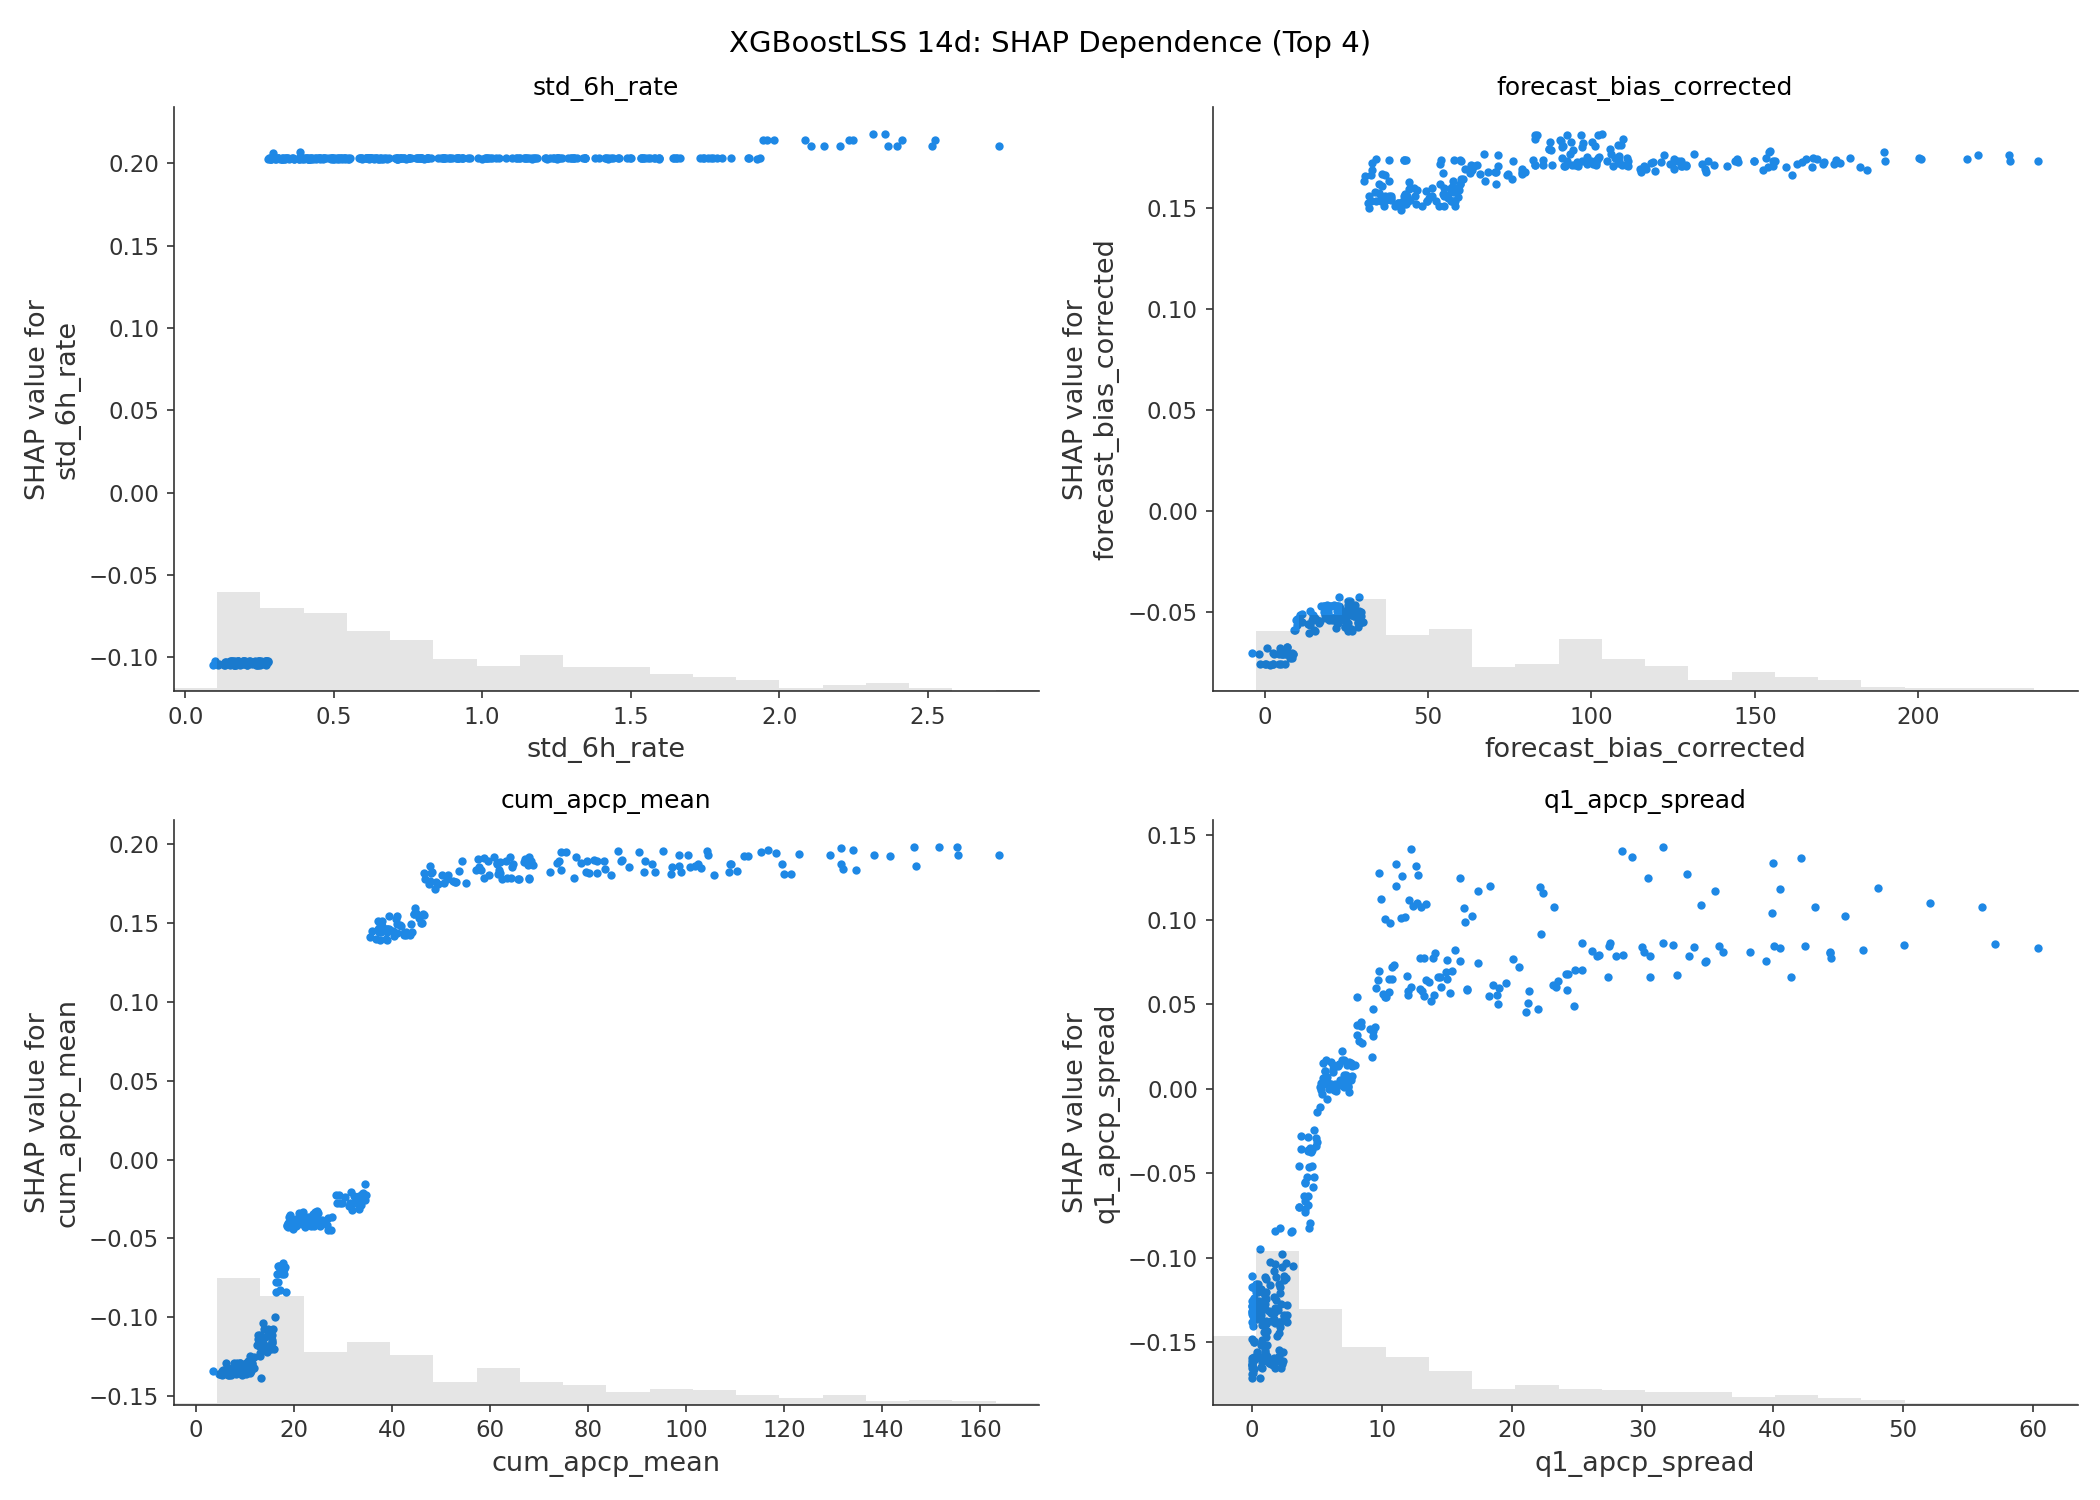 XGBoostLSS 14d: SHAP Dependence (Top 4)
std_6h_rate
0.20
0.15
0.10
0.05
0.00
−0.05
−0.10
SHAP value for
std_6h_rate
0.0 0.5 1.0 1.5 2.0 2.5
std_6h_rate
forecast_bias_corrected
0.15
0.10
0.05
0.00
−0.05
SHAP value for
forecast_bias_corrected
0 50 100 150 200
forecast_bias_corrected
cum_apcp_mean
0.20
0.15
0.10
0.05
0.00
−0.05
−0.10
−0.15
SHAP value for
cum_apcp_mean
0 20 40 60 80 100 120 140 160
cum_apcp_mean
q1_apcp_spread
0.15
0.10
0.05
0.00
−0.05
−0.10
−0.15
SHAP value for
q1_apcp_spread
0 10 20 30 40 50 60
q1_apcp_spread